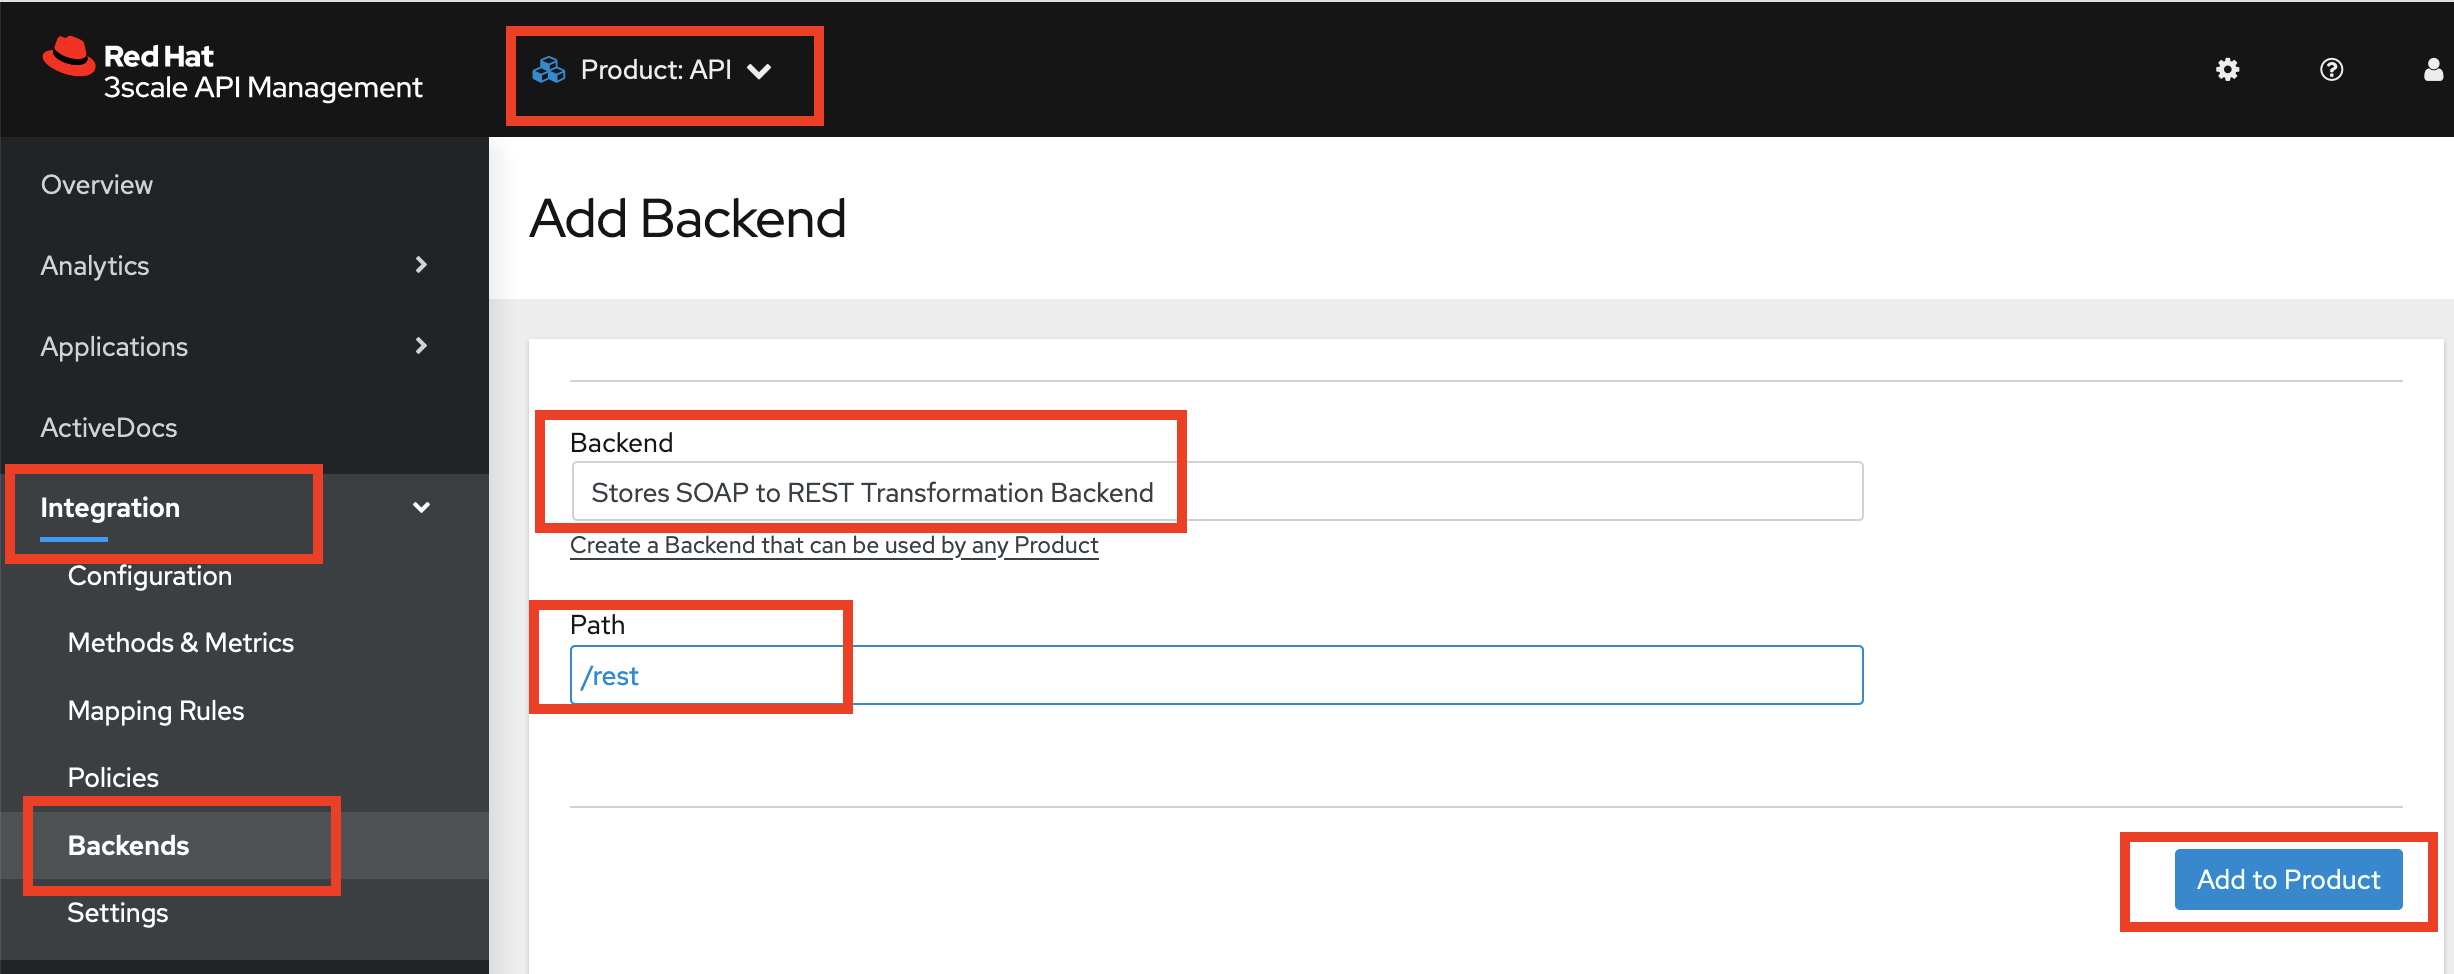 Red Hat
3scale API Management
Product: API
Overview
Analytics
Applications
ActiveDocs
Integration
Configuration
Methods & Metrics
Mapping Rules
Policies
Backends
Settings
Add Backend
Backend
Stores SOAP to REST Transformation Backend
Create a Backend that can be used by any Product
Path
/rest
Add to Product